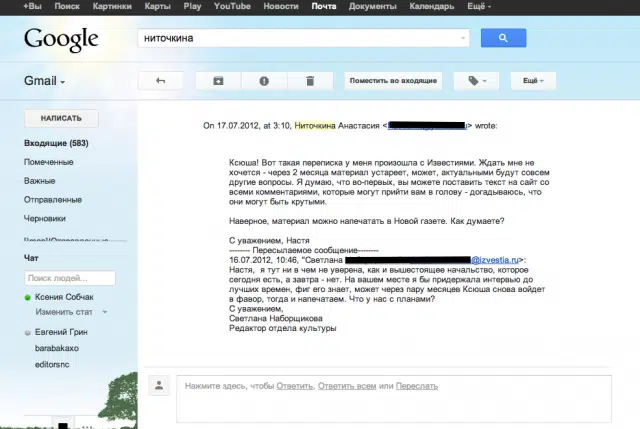 +Вы Поиск Картинки Карты Play YouTube Новости Почта Документы Календарь Ещё
Google
ниточкина
Gmail
Поместить во входящие
Ещё
НАПИСАТЬ
Входящие (583)
Помеченные
Важные
Отправленные
Черновики
Чат
Поиск людей...
Ксения Собчак
Изменить стат
Евгений Грин
barabakaxo
editorsnc
On 17.07.2012, at 3:10, Ниточкина Анастасия < u> wrote:
Ксюша! Вот такая переписка у меня произошла с Известиями. Ждать мне не
хочется - через 2 месяца материал устареет, может, актуальными будут совсем
другие вопросы. Я думаю, что во-первых, вы можете поставить текст на сайт со
всеми комментариями, которые могут прийти вам в голову - догадываюсь, что
они могут быть крутыми.
Наверное, материал можно напечатать в Новой газете. Как думаете?
С уважением, Настя
-------- Пересылаемое сообщение--------
16.07.2012, 10:46, "Светлана @izvestia.ru>:
Настя, я тут ни в чем не уверена, как и вышестоящее начальство, которое
сегодня есть, а завтра - нет. На вашем месте я бы придержала интервью до
лучших времен, фиг его знает, может через пару месяцев Ксюша снова войдет
в фавор, тогда и напечатаем. Что у нас с планами?
С уважением,
Светлана Наборщикова
Редактор отдела культуры
Нажмите здесь, чтобы Ответить, Ответить всем или Переслать